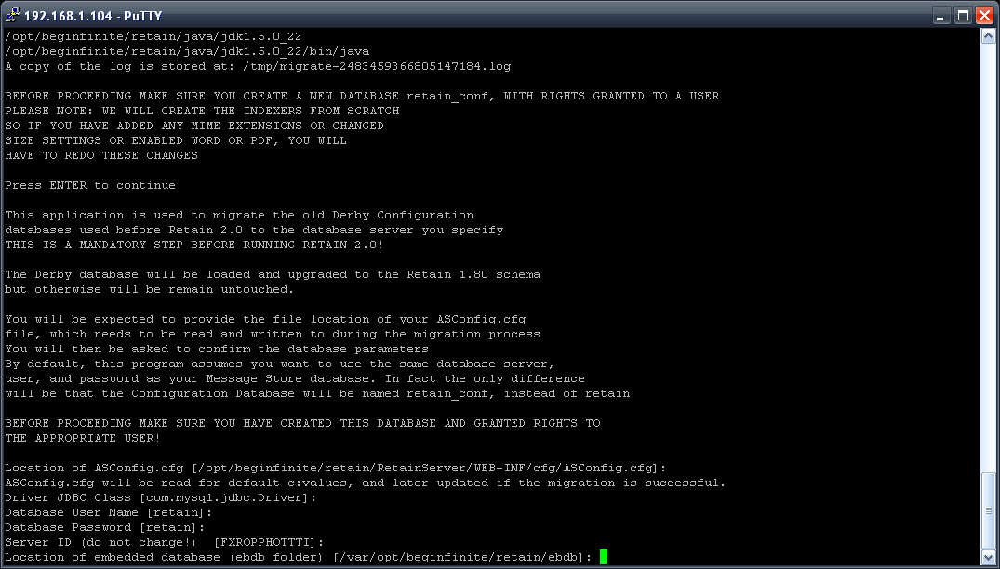 192.168.1.104 - PuTTY
/opt/beginfinite/retain/java/jdk1.5.0_22
/opt/beginfinite/retain/java/jdk1.5.0_22/bin/java
A copy of the log is stored at: /tmp/migrate-2483459366805147184.log
BEFORE PROCEEDING MAKE SURE YOU CREATE A NEW DATABASE retain_conf, WITH RIGHTS GRANTED TO A USER
PLEASE NOTE: WE WILL CREATE THE INDEXERS FROM SCRATCH
SO IF YOU HAVE ADDED ANY MIME EXTENSIONS OR CHANGED
SIZE SETTINGS OR ENABLED WORD OR PDF, YOU WILL
HAVE TO REDO THESE CHANGES
Press ENTER to continue
This application is used to migrate the old Derby Configuration
databases used before Retain 2.0 to the database server you specify
THIS IS A MANDATORY STEP BEFORE RUNNING RETAIN 2.0!
The Derby database will be loaded and upgraded to the Retain 1.80 schema
but otherwise will be remain untouched.
You will be expected to provide the file location of your ASConfig.cfg
file, which needs to be read and written to during the migration process
You will then be asked to confirm the database parameters
By default, this program assumes you want to use the same database server,
user, and password as your Message Store database. In fact the only difference
will be that the Configuration Database will be named retain_conf, instead of retain
BEFORE PROCEEDING MAKE SURE YOU HAVE CREATED THIS DATABASE AND GRANTED RIGHTS TO
THE APPROPRIATE USER!
Location of ASConfig.cfg [/opt/beginfinite/retain/RetainServer/WEB-INF/cfg/ASConfig.cfg]:
ASConfig.cfg will be read for default c:values, and later updated if the migration is successful.
Driver JDBC Class [com.mysql.jdbc.Driver]:
Database User Name [retain]:
Database Password [retain]:
Server ID (do not change!)  [FXROPPHOTTTI]:
Location of embedded database (ebdb folder) [/var/opt/beginfinite/retain/ebdb]: